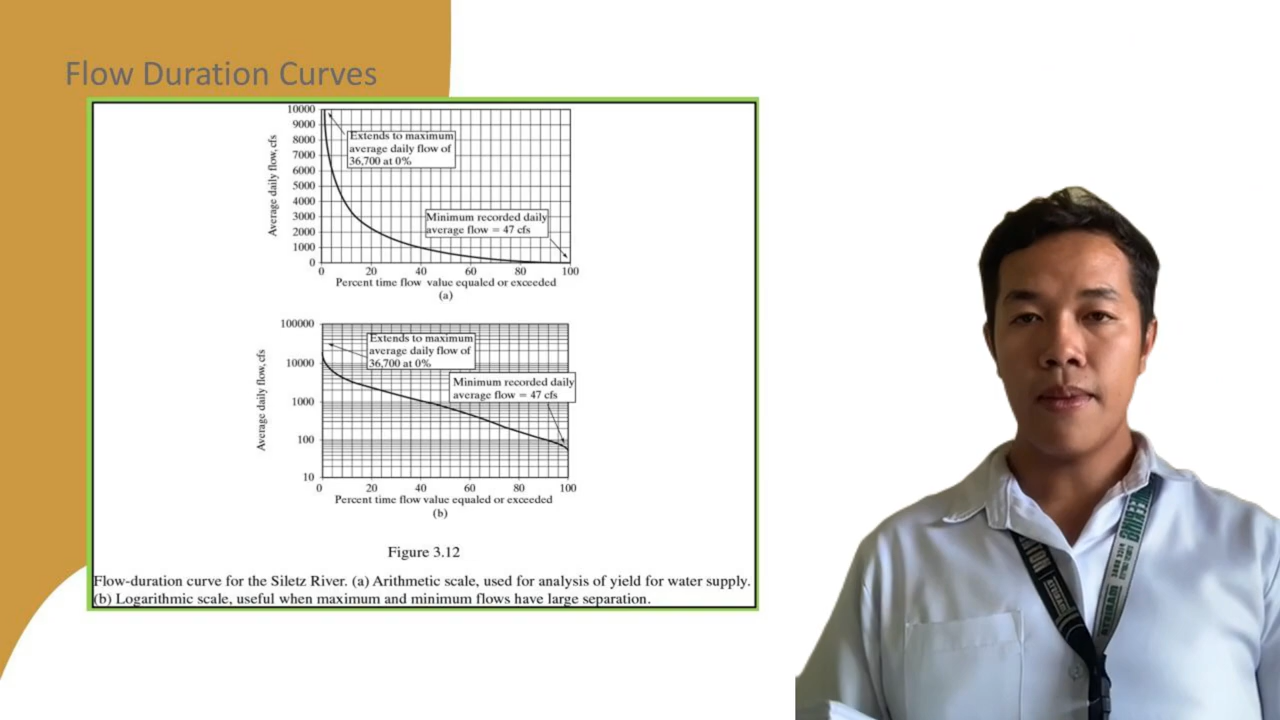 Flow Duration Curves
10000
9000
8000
7000
6000
5000
4000
3000
2000
1000
0
Average daily flow, cfs
Extends to maximum
average daily flow of
36,700 at 0%
Minimum recorded daily
average flow = 47 cfs
0 20 40 60 80 100
Percent time flow value equaled or exceeded
(a)
100000
10000
1000
100
10
Average daily flow, cfs
Extends to maximum
average daily flow of
36,700 at 0%
Minimum recorded daily
average flow = 47 cfs
0 20 40 60 80 100
Percent time flow value equaled or exceeded
(b)
Figure 3.12
Flow-duration curve for the Siletz River. (a) Arithmetic scale, used for analysis of yield for water supply.
(b) Logarithmic scale, useful when maximum and minimum flows have large separation.